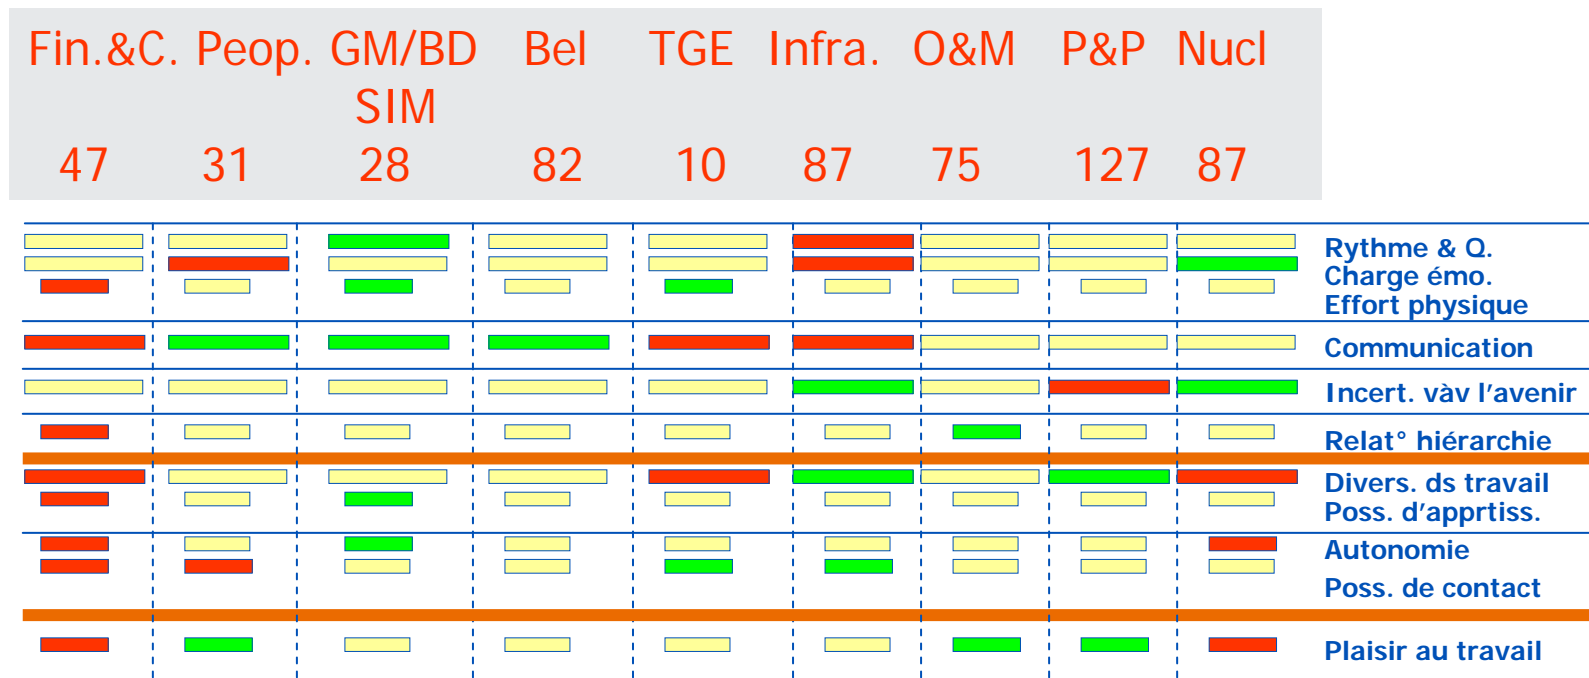 Fin.&C. Peop. GM/BD Bel TGE Infra. O&M P&P Nucl
SIM
47 31 28 82 10 87 75 127 87
Rythme & Q.
Charge émo.
Effort physique
Communication
Incert. vàv l'avenir
Relat° hiérarchie
Divers. ds travail
Poss. d'apprtiss.
Autonomie
Poss. de contact
Plaisir au travail